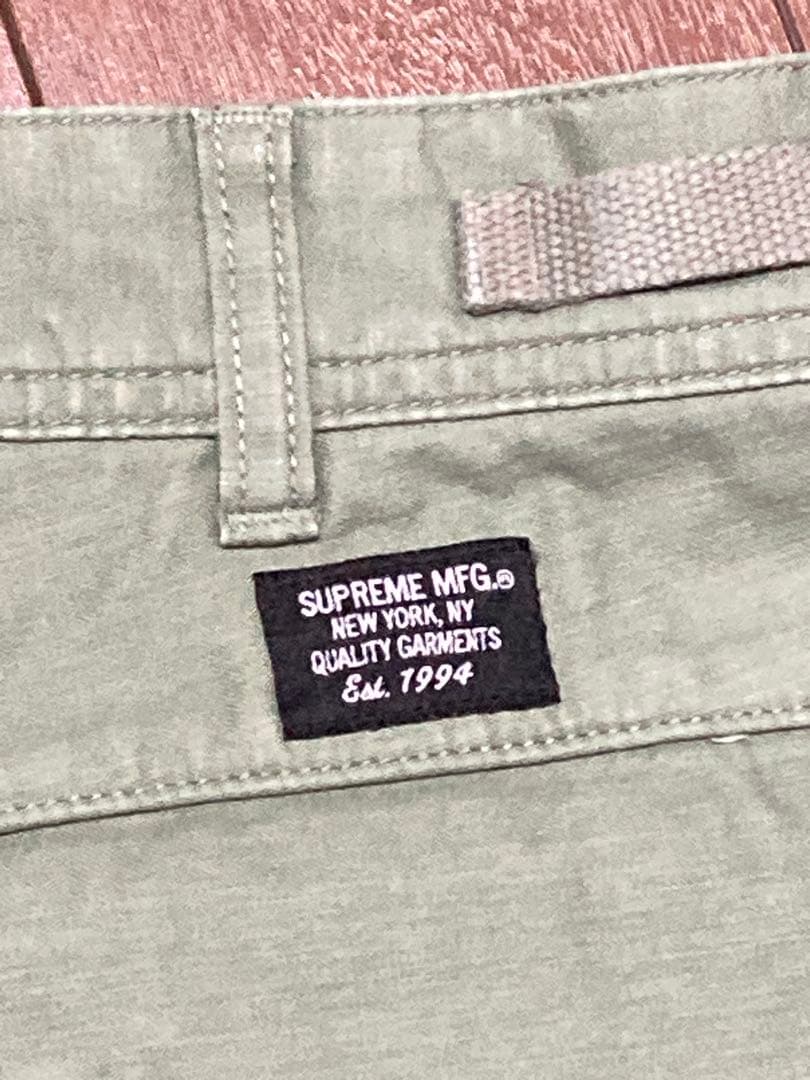 SUPREME MFG.®
NEW YORK, NY
QUALITY GARMENTS
Est. 1994